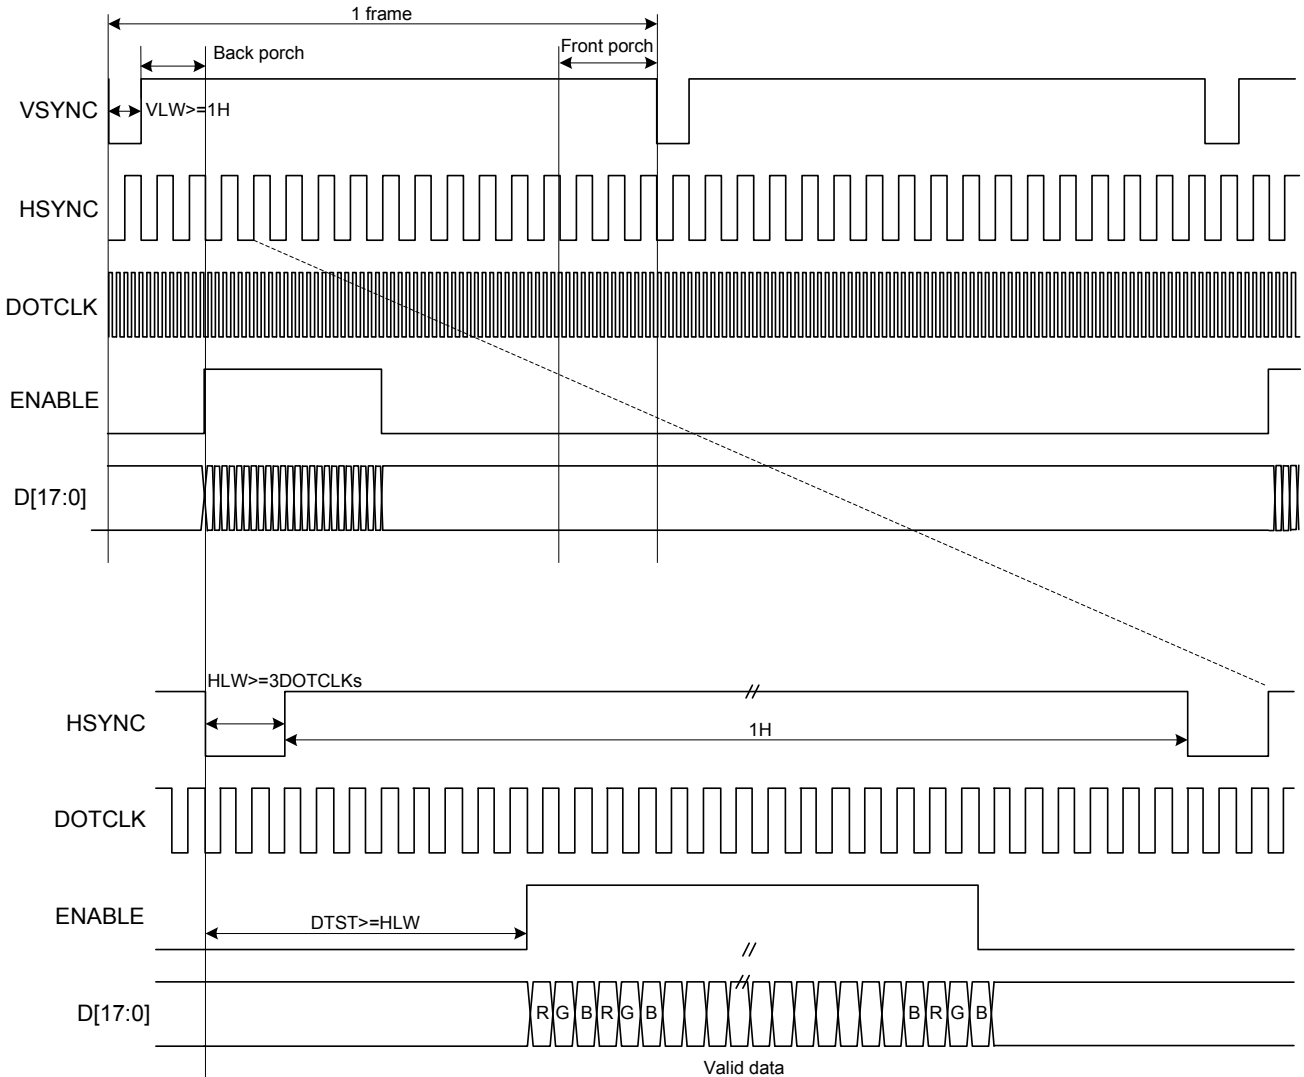 1 frame
Back porch
Front porch
VSYNC
VLW>=1H
HSYNC
DOTCLK
ENABLE
D[17:0]
HLW>=3DOTCLKs
//
HSYNC
1H
DOTCLK
ENABLE
DTST>=HLW
//
//
D[17:0]
R G B R G B B R G B
Valid data